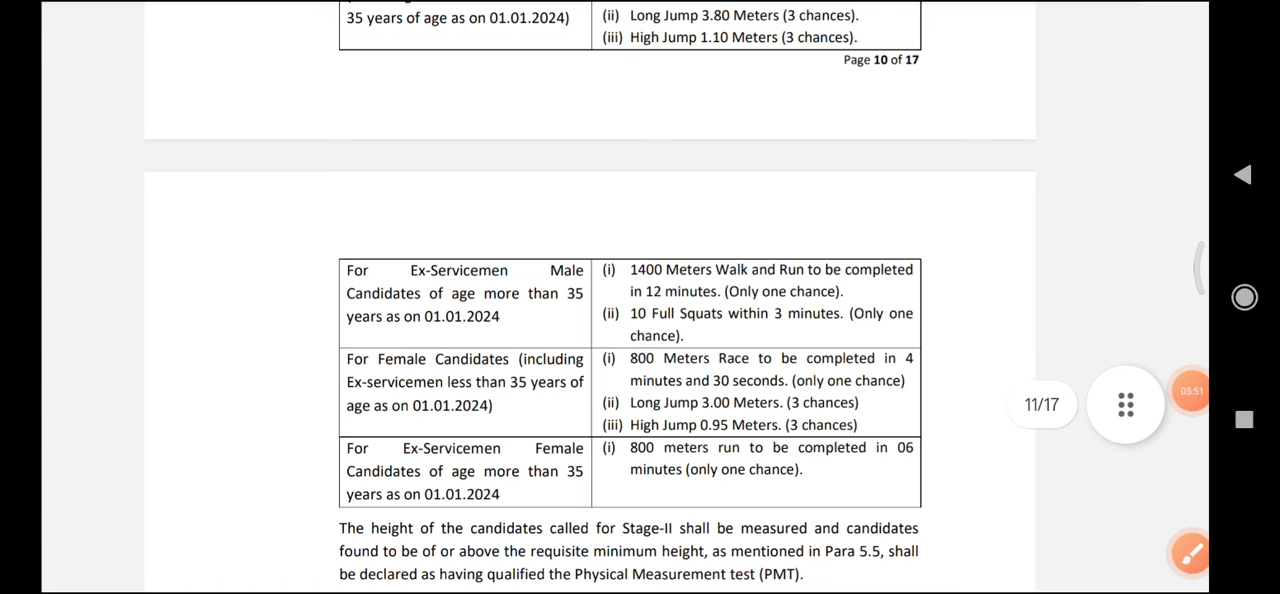 35 years of age as on 01.01.2024)
(ii) Long Jump 3.80 Meters (3 chances).
(iii) High Jump 1.10 Meters (3 chances).
Page 10 of 17
For Ex-Servicemen Male
Candidates of age more than 35
years as on 01.01.2024
(i) 1400 Meters Walk and Run to be completed
in 12 minutes. (Only one chance).
(ii) 10 Full Squats within 3 minutes. (Only one
chance).
For Female Candidates (including
Ex-servicemen less than 35 years of
age as on 01.01.2024)
(i) 800 Meters Race to be completed in 4
minutes and 30 seconds. (only one chance)
(ii) Long Jump 3.00 Meters. (3 chances)
(iii) High Jump 0.95 Meters. (3 chances)
For Ex-Servicemen Female
Candidates of age more than 35
years as on 01.01.2024
(i) 800 meters run to be completed in 06
minutes (only one chance).
The height of the candidates called for Stage-II shall be measured and candidates
found to be of or above the requisite minimum height, as mentioned in Para 5.5, shall
be declared as having qualified the Physical Measurement test (PMT).
11/17
05:51